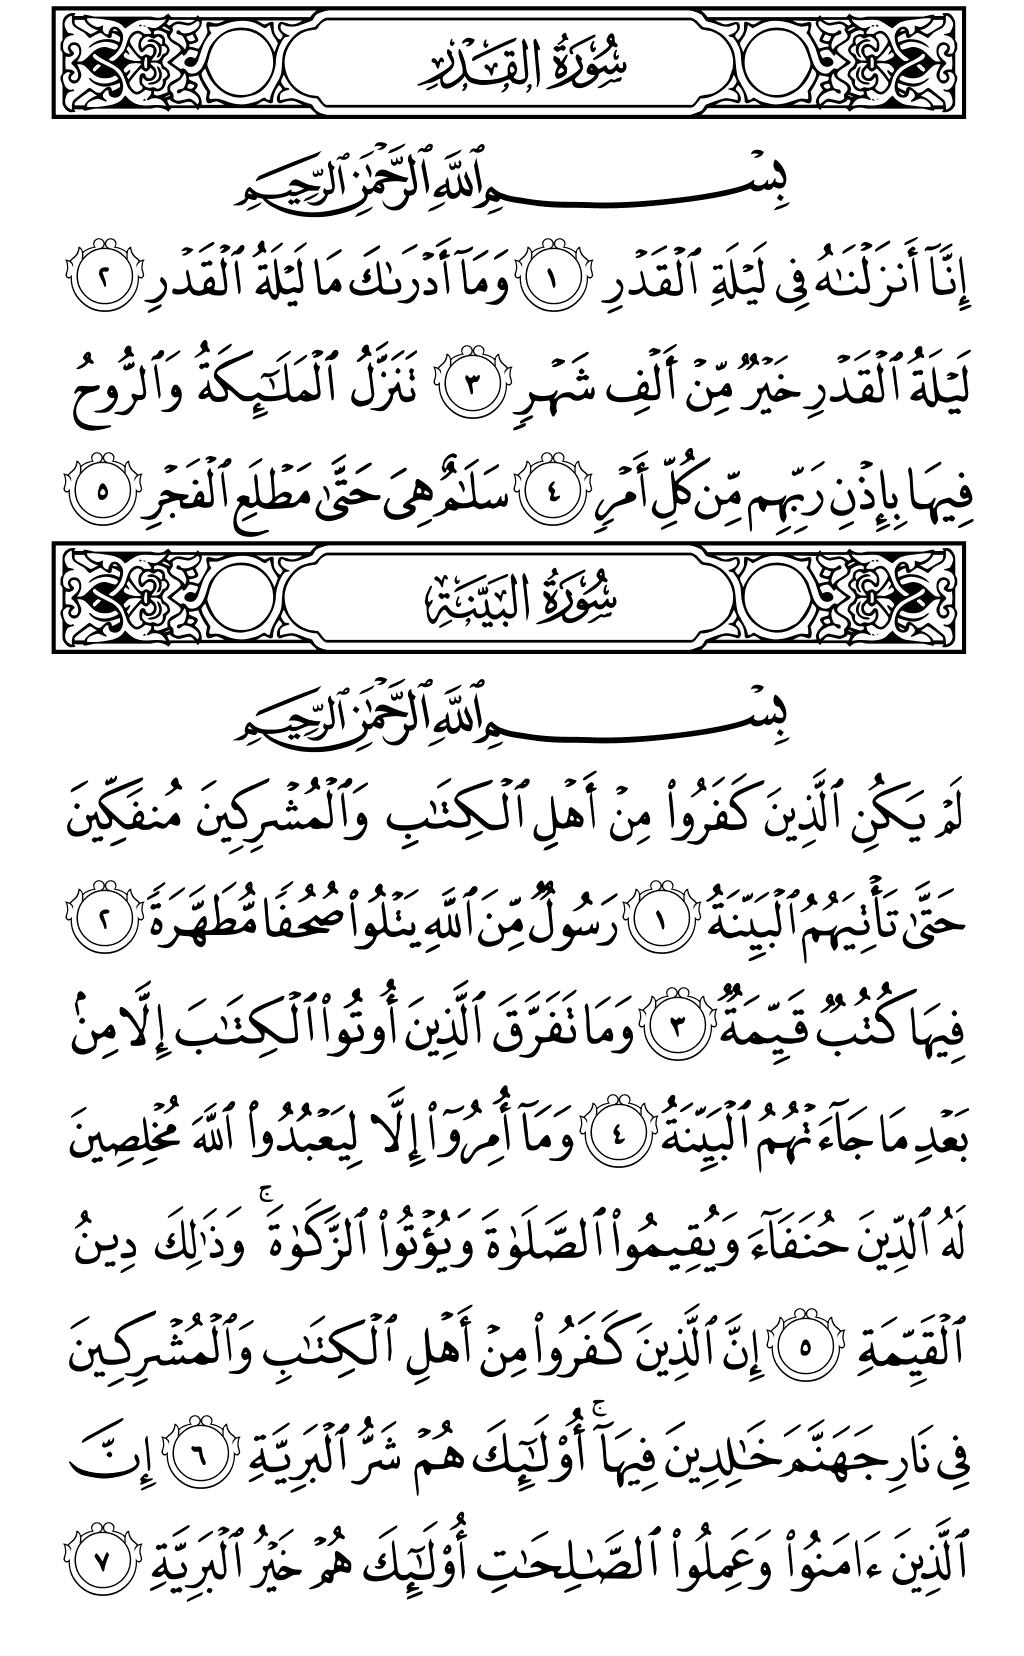 سُورَةُ القَدْرِ
بِسْمِ ٱللَّهِ ٱلرَّحْمَٰنِ ٱلرَّحِيمِ
إِنَّآ أَنزَلْنَٰهُ فِى لَيْلَةِ ٱلْقَدْرِ ١ وَمَآ أَدْرَىٰكَ مَا لَيْلَةُ ٱلْقَدْرِ ٢
لَيْلَةُ ٱلْقَدْرِ خَيْرٌ مِّنْ أَلْفِ شَهْرٍ ٣ تَنَزَّلُ ٱلْمَلَٰٓئِكَةُ وَٱلرُّوحُ
فِيهَا بِإِذْنِ رَبِّهِم مِّن كُلِّ أَمْرٍ ٤ سَلَٰمٌ هِىَ حَتَّىٰ مَطْلَعِ ٱلْفَجْرِ ٥
سُورَةُ البَيِّنَةِ
بِسْمِ ٱللَّهِ ٱلرَّحْمَٰنِ ٱلرَّحِيمِ
لَمْ يَكُنِ ٱلَّذِينَ كَفَرُوا۟ مِنْ أَهْلِ ٱلْكِتَٰبِ وَٱلْمُشْرِكِينَ مُنفَكِّينَ
حَتَّىٰ تَأْتِيَهُمُ ٱلْبَيِّنَةُ ١ رَسُولٌ مِّنَ ٱللَّهِ يَتْلُوا۟ صُحُفًا مُّطَهَّرَةً ٢
فِيهَا كُتُبٌ قَيِّمَةٌ ٣ وَمَا تَفَرَّقَ ٱلَّذِينَ أُوتُوا۟ ٱلْكِتَٰبَ إِلَّا مِنۢ
بَعْدِ مَا جَآءَتْهُمُ ٱلْبَيِّنَةُ ٤ وَمَآ أُمِرُوٓا۟ إِلَّا لِيَعْبُدُوا۟ ٱللَّهَ مُخْلِصِينَ
لَهُ ٱلدِّينَ حُنَفَآءَ وَيُقِيمُوا۟ ٱلصَّلَوٰةَ وَيُؤْتُوا۟ ٱلزَّكَوٰةَ ۚ وَذَٰلِكَ دِينُ
ٱلْقَيِّمَةِ ٥ إِنَّ ٱلَّذِينَ كَفَرُوا۟ مِنْ أَهْلِ ٱلْكِتَٰبِ وَٱلْمُشْرِكِينَ
فِى نَارِ جَهَنَّمَ خَٰلِدِينَ فِيهَآ ۚ أُو۟لَٰٓئِكَ هُمْ شَرُّ ٱلْبَرِيَّةِ ٦ إِنَّ
ٱلَّذِينَ ءَامَنُوا۟ وَعَمِلُوا۟ ٱلصَّٰلِحَٰتِ أُو۟لَٰٓئِكَ هُمْ خَيْرُ ٱلْبَرِيَّةِ ٧